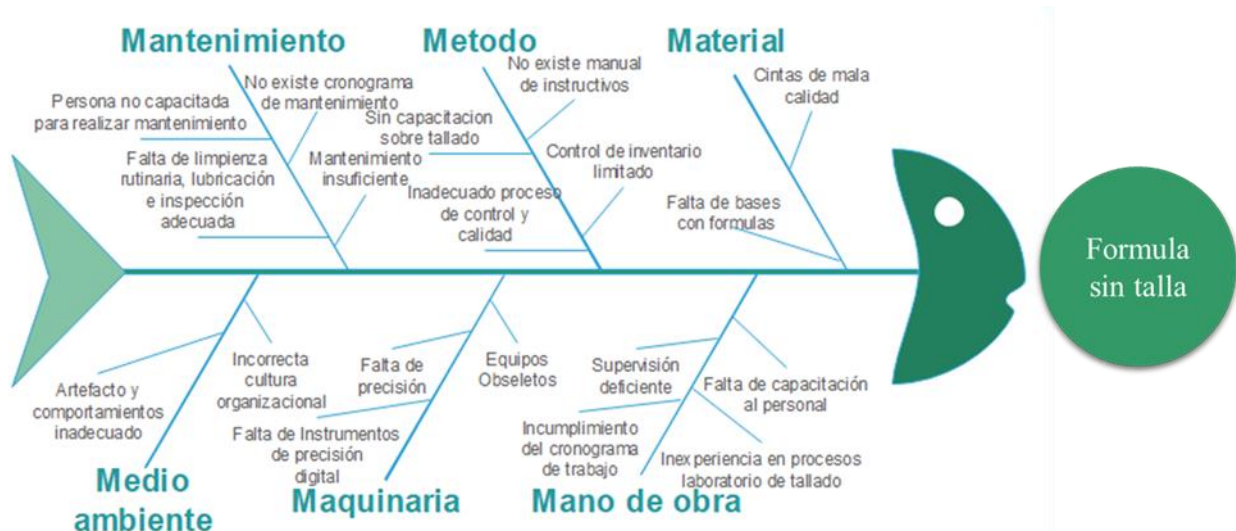 Mantenimiento
Metodo
Material
No existe cronograma
de mantenimiento
Persona no capacitada
para realizar mantenimiento
Falta de limpienza
rutinaria, lubricación
e inspección
adecuada
Mantenimiento
insuficiente
No existe manual
de instructivos
Sin capacitacion
sobre tallado
Control de inventario
limitado
Inadecuado proceso
de control y
calidad
Cintas de mala
calidad
Falta de bases
con formulas
Formula
sin talla
Artefacto y
comportamientos
inadecuado
Incorrecta
cultura
organizacional
Falta de
precisión
Falta de Instrumentos
de precisión
digital
Equipos
Obseletos
Supervisión
deficiente
Incumplimiento
del cronograma
de trabajo
Falta de capacitación
al personal
Inexperiencia en procesos
laboratorio de tallado
Medio
ambiente
Maquinaria
Mano de obra